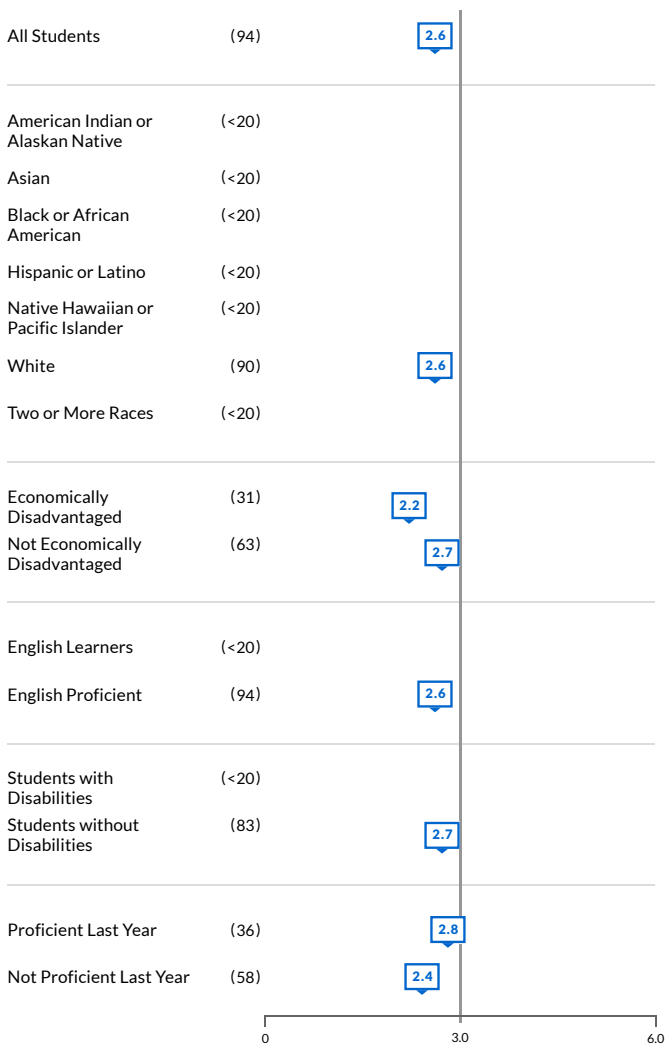 All Students (94) 2.6
American Indian or (<20)
Alaskan Native
Asian (<20)
Black or African (<20)
American
Hispanic or Latino (<20)
Native Hawaiian or (<20)
Pacific Islander
White (90) 2.6
Two or More Races (<20)
Economically (31) 2.2
Disadvantaged
Not Economically (63) 2.7
Disadvantaged
English Learners (<20)
English Proficient (94) 2.6
Students with (<20)
Disabilities
Students without (83) 2.7
Disabilities
Proficient Last Year (36) 2.8
Not Proficient Last Year (58) 2.4
0 3.0 6.0